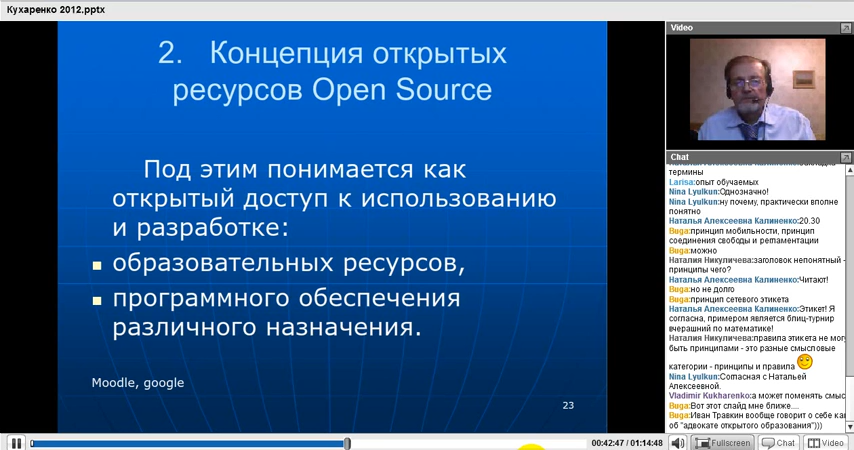 Кухаренко 2012.pptx
2. Концепция открытых
ресурсов Open Source
Под этим понимается как
открытый доступ к использованию
и разработке:
образовательных ресурсов,
программного обеспечения
различного назначения.
Moodle, google
23
Video
Chat
термины
Larisa:опыт обучаемых
Nina Lyulkun:Однозначно!
Nina Lyulkun:ну почему, практически вполне
понятно
Наталья Алексеевна Калиненко:20.30
Buga:принцип мобильности, принцип
соединения свободы и регламентации
Buga:можно
Наталия Никуличева:заголовок непонятный -
принципы чего?
Наталья Алексеевна Калиненко:Читают!
Buga:но не долго
Buga:принцип сетевого этикета
Наталья Алексеевна Калиненко:Этикет! Я
согласна, примером является блиц-турнир
вчерашний по математике!
Наталия Никуличева:правила этикета не могу
быть принципами - это разные смысловые
категории - принципы и правила
Nina Lyulkun:Согласная с Натальей
Алексеевной.
Vladimir Kukharenko:а может поменять смыс
Buga:Вот этот слайд мне ближе....
Buga:Иван Травкин вообще говорит о себе как
об "адвокате открытого образования")))
00:42:47 / 01:14:48
Fullscreen
Chat
Video